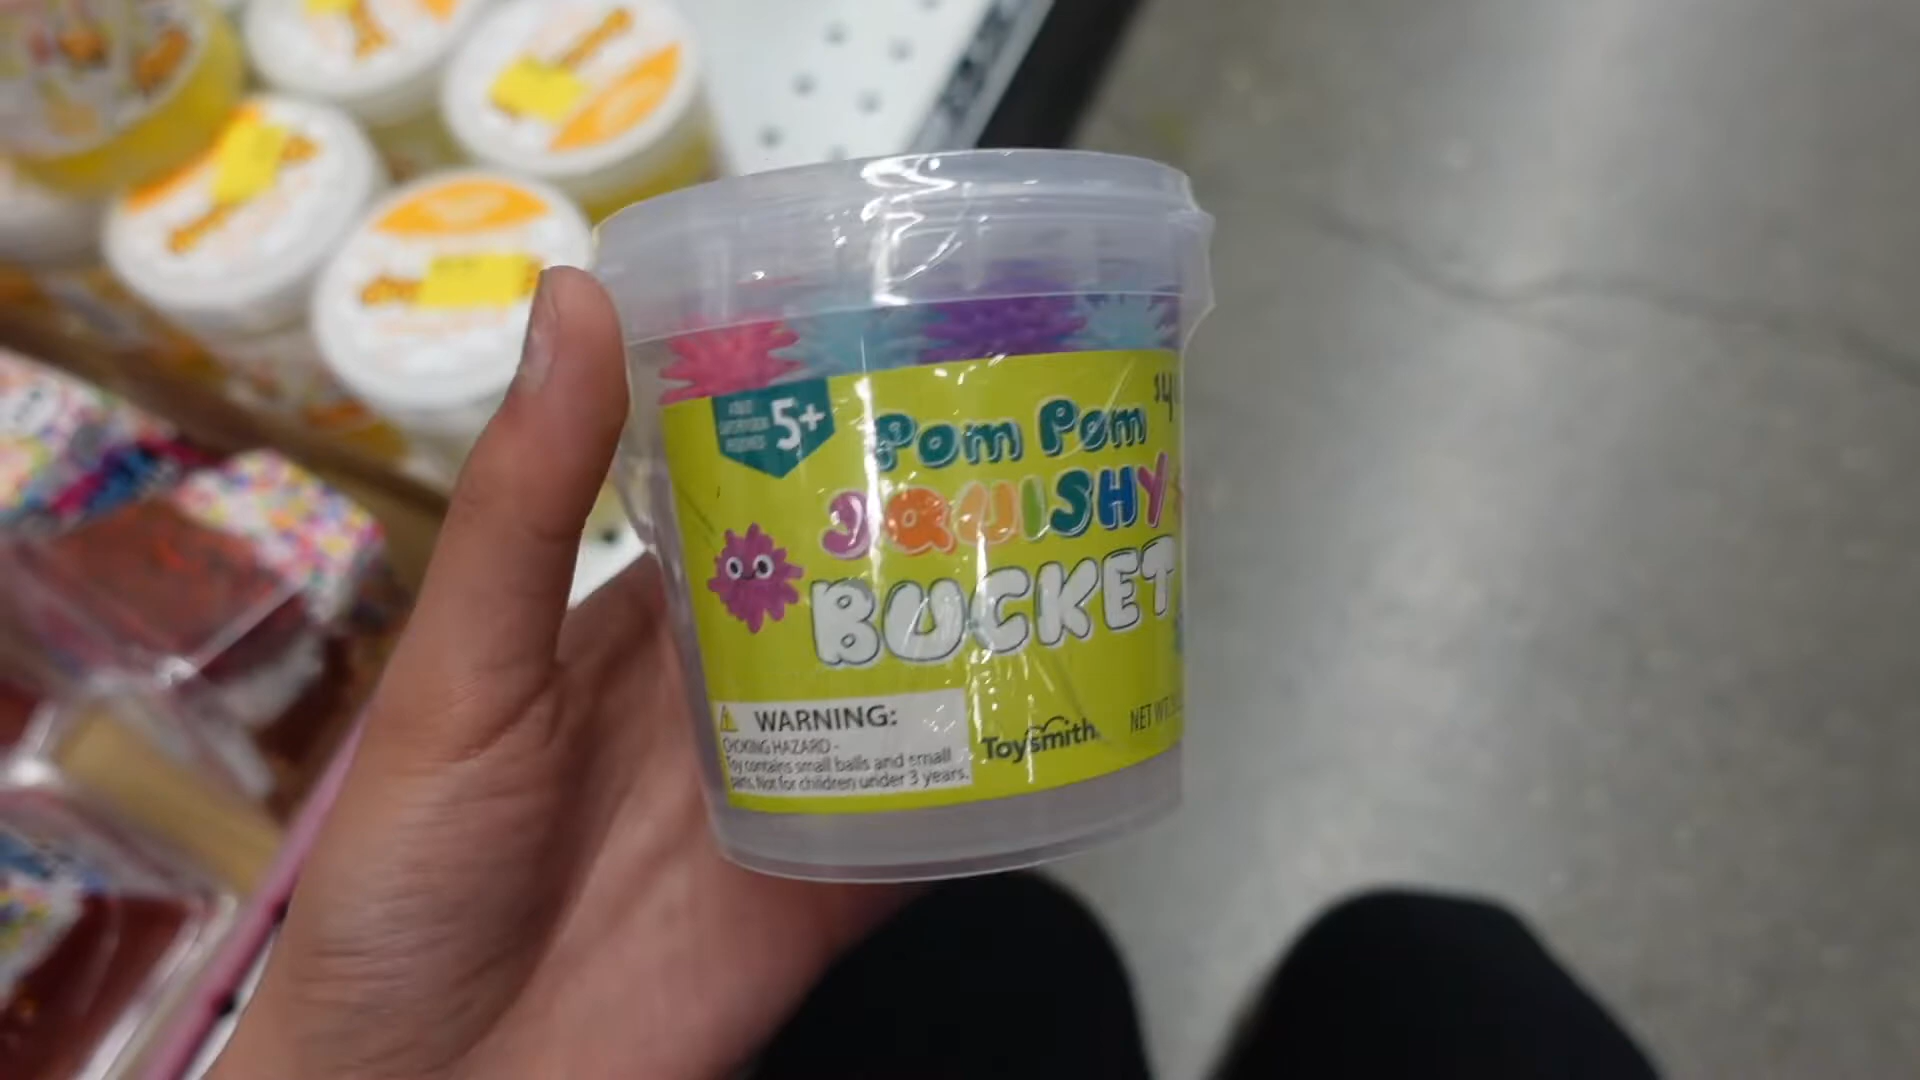 5+
Pom Pom
SQUISHY
BUCKET
WARNING:
CHOKING HAZARD -
Toy contains small balls and small
parts. Not for children under 3 years.
Toysmith
NET WT.